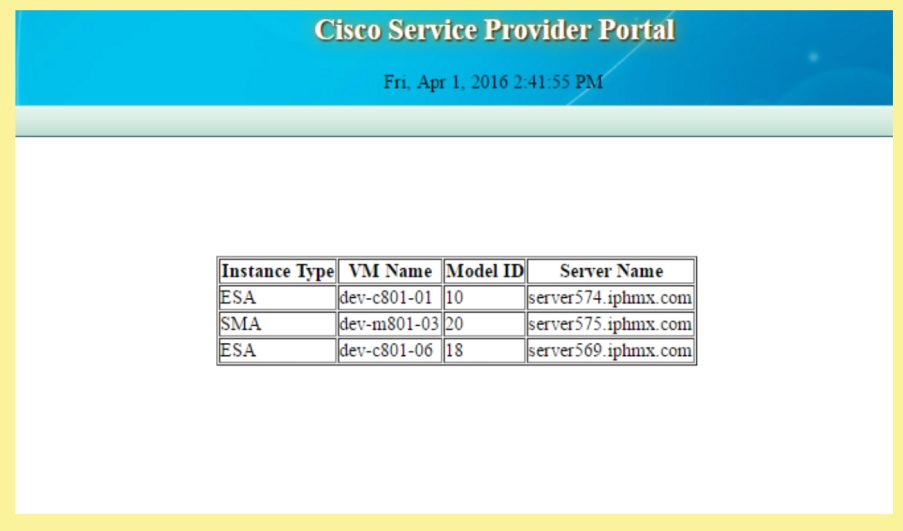 Cisco Service Provider Portal
Fri, Apr 1, 2016 2:41:55 PM
Instance Type VM Name Model ID Server Name
ESA dev-c801-01 10 server574.iphmx.com
SMA dev-m801-03 20 server575.iphmx.com
ESA dev-c801-06 18 server569.iphmx.com